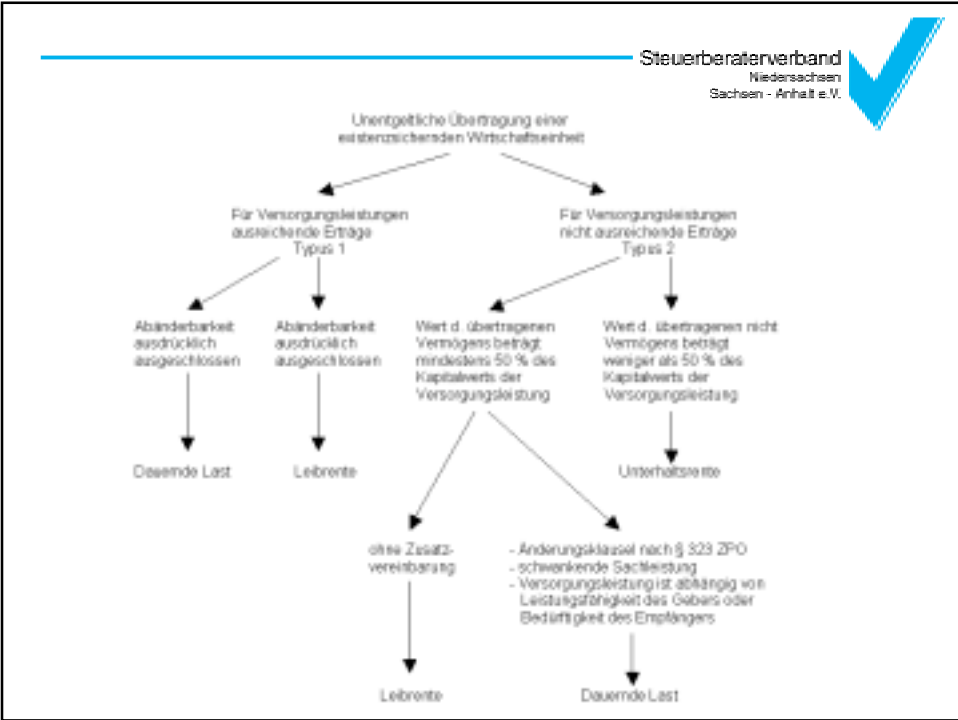 Steuerberaterverband
Niedersachsen
Sachsen - Anhalt e.V.
Unentgeltliche Übertragung einer
existenzsichernden Wirtschaftseinheit
Für Versorgungsleistungen
ausreichende Erträge
Typus 1
Für Versorgungsleistungen
nicht ausreichende Erträge
Typus 2
Abänderbarkeit
ausdrücklich
ausgeschlossen
Abänderbarkeit
ausdrücklich
ausgeschlossen
Wert d. übertragenen
Vermögens beträgt
mindestens 50 % des
Kapitalwerts der
Versorgungsleistung
Wert d. übertragenen nicht
Vermögens beträgt
weniger als 50 % des
Kapitalwerts der
Versorgungsleistung
Dauernde Last
Leibrente
Unterhaltsrente
ohne Zusatz-
vereinbarung
- Änderungsklausel nach § 323 ZPO
- schwankende Sachleistung
- Versorgungsleistung ist abhängig von
Leistungsfähigkeit des Gebers oder
Bedürftigkeit des Empfängers
Leibrente
Dauernde Last